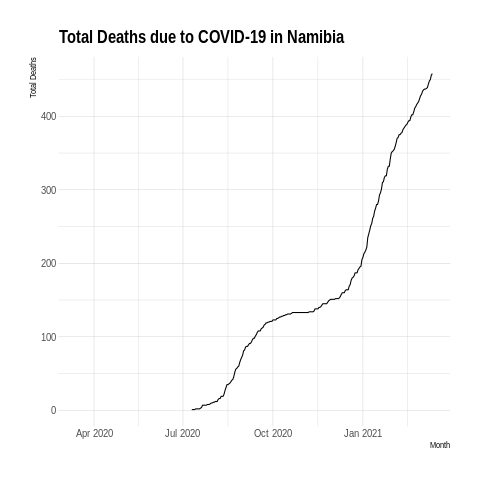 Total Deaths due to COVID-19 in Namibia
Total Deaths
400
300
200
100
0
Apr 2020 Jul 2020 Oct 2020 Jan 2021
Month